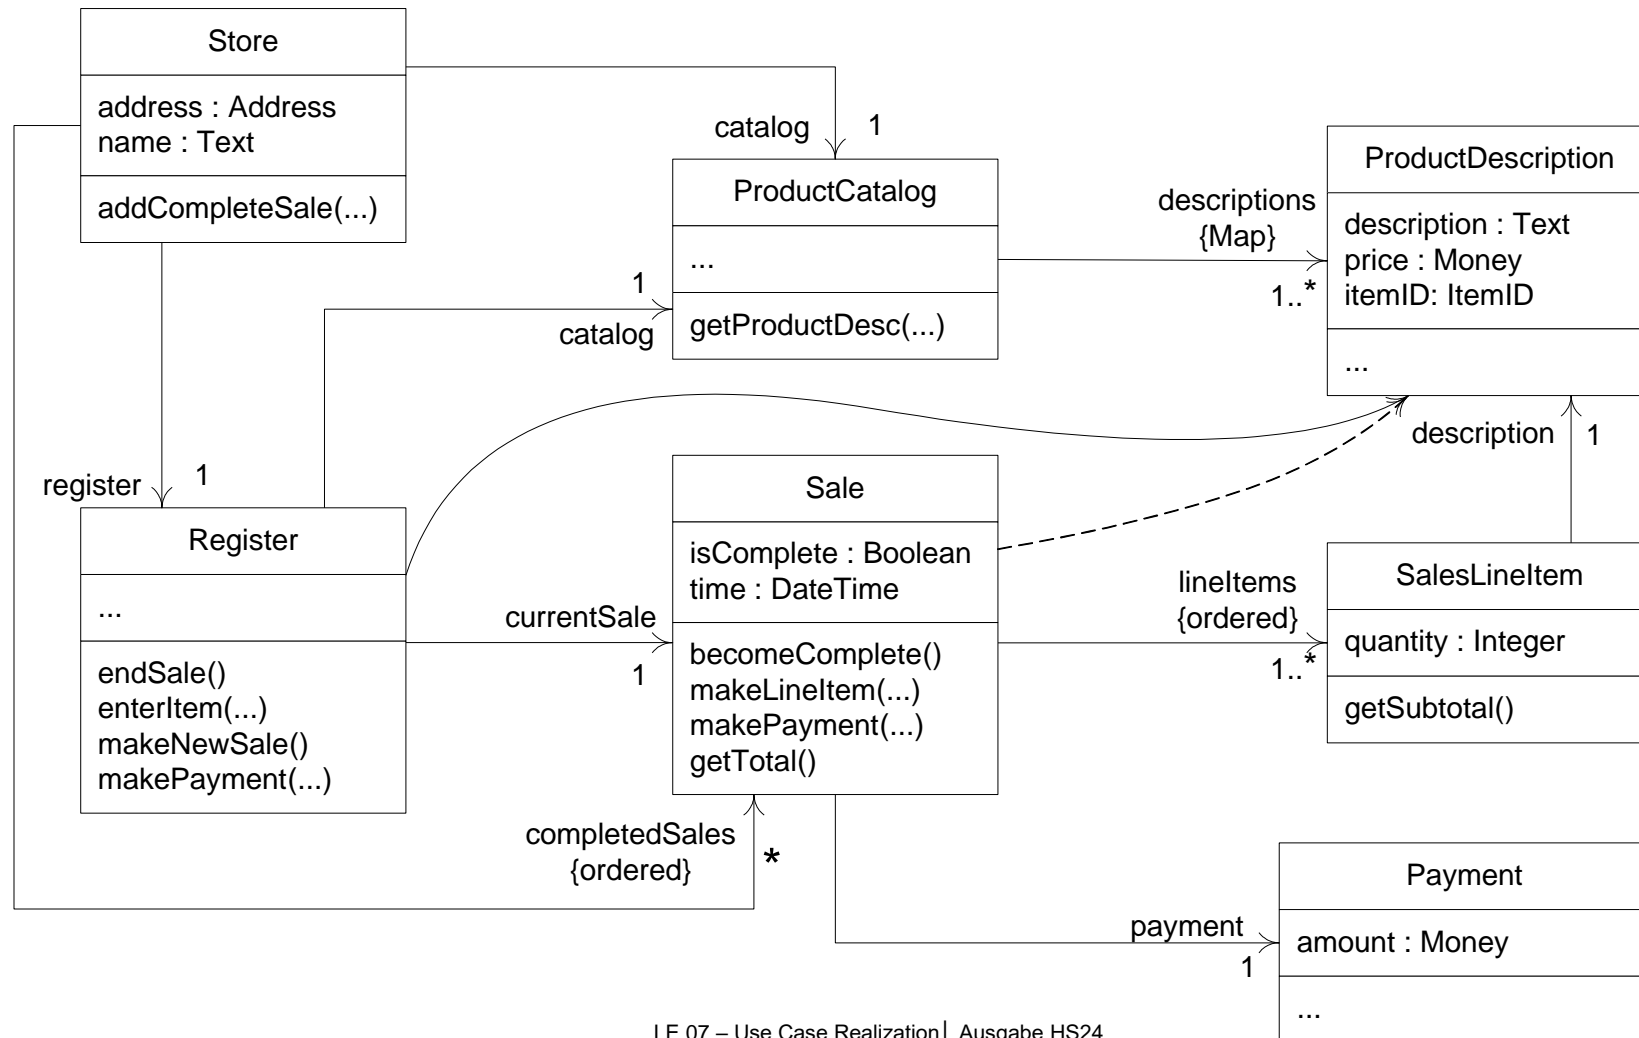 Store
address : Address
name : Text
addCompleteSale(...)
catalog
1
ProductCatalog
...
getProductDesc(...)
descriptions
{Map}
1..*
ProductDescription
description : Text
price : Money
itemID: ItemID
...
1
catalog
register
1
description
1
Register
...
endSale()
enterItem(...)
makeNewSale()
makePayment(...)
currentSale
1
Sale
isComplete : Boolean
time : DateTime
becomeComplete()
makeLineItem(...)
makePayment(...)
getTotal()
lineItems
{ordered}
1..*
SalesLineItem
quantity : Integer
getSubtotal()
completedSales
{ordered}
*
payment
1
Payment
amount : Money
...
LE 07 – Use Case Realization| Ausgabe HS24